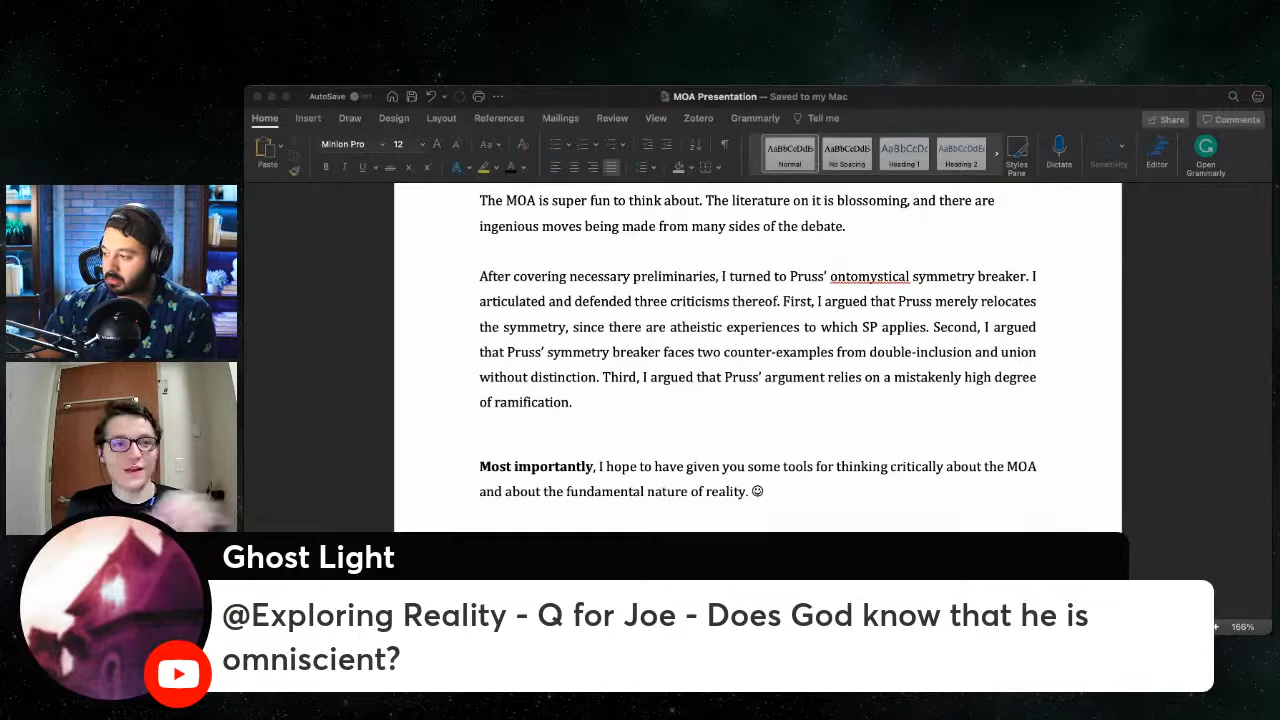 AutoSave
MOA Presentation — Saved to my Mac
Home Insert Draw Design Layout References Mailings Review View Zotero Grammarly Tell me
Share Comments
Paste
Minion Pro 12
AaBbCcDdE AaBbCcDdE AaBbCcDc AaBbCcDdE
Normal No Spacing Heading 1 Heading 2
Styles Pane
Dictate
Sensitivity
Editor
Open Grammarly
The MOA is super fun to think about. The literature on it is blossoming, and there are
ingenious moves being made from many sides of the debate.
After covering necessary preliminaries, I turned to Pruss' ontomystical symmetry breaker. I
articulated and defended three criticisms thereof. First, I argued that Pruss merely relocates
the symmetry, since there are atheistic experiences to which SP applies. Second, I argued
that Pruss' symmetry breaker faces two counter-examples from double-inclusion and union
without distinction. Third, I argued that Pruss' argument relies on a mistakenly high degree
of ramification.
Most importantly, I hope to have given you some tools for thinking critically about the MOA
and about the fundamental nature of reality. ☺
Ghost Light
@Exploring Reality - Q for Joe - Does God know that he is
omniscient?
166%